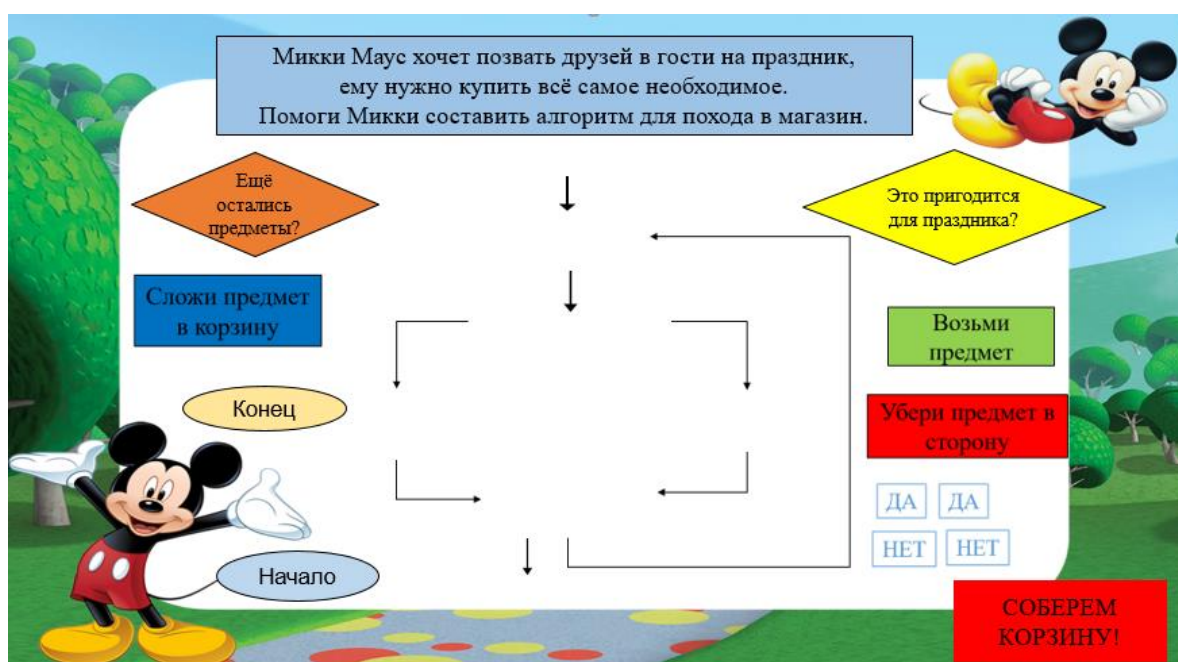 Микки Маус хочет позвать друзей в гости на праздник,
ему нужно купить всё самое необходимое.
Помоги Микки составить алгоритм для похода в магазин.
Ещё
остались
предметы?
Это пригодится
для праздника?
Сложи предмет
в корзину
Возьми
предмет
Конец
Убери предмет в
сторону
ДА ДА
НЕТ НЕТ
Начало
СОБЕРЕМ
КОРЗИНУ!